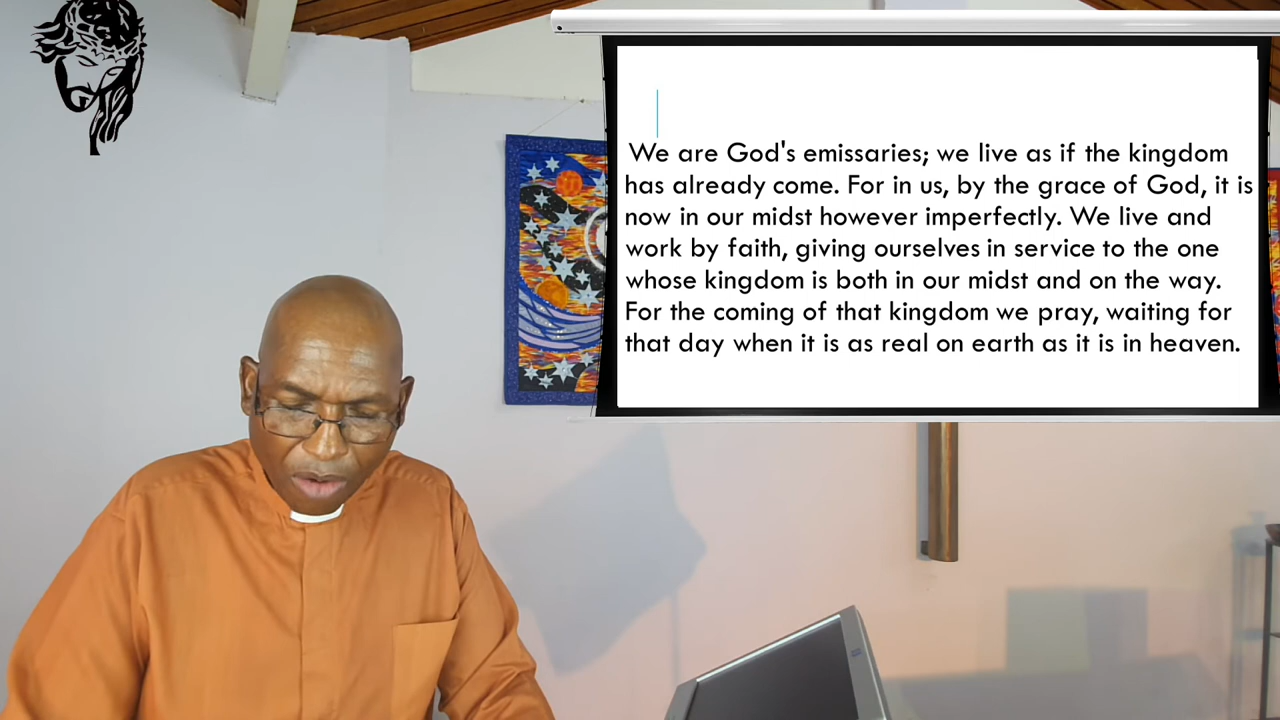 We are God's emissaries; we live as if the kingdom
has already come. For in us, by the grace of God, it is
now in our midst however imperfectly. We live and
work by faith, giving ourselves in service to the one
whose kingdom is both in our midst and on the way.
For the coming of that kingdom we pray, waiting for
that day when it is as real on earth as it is in heaven.